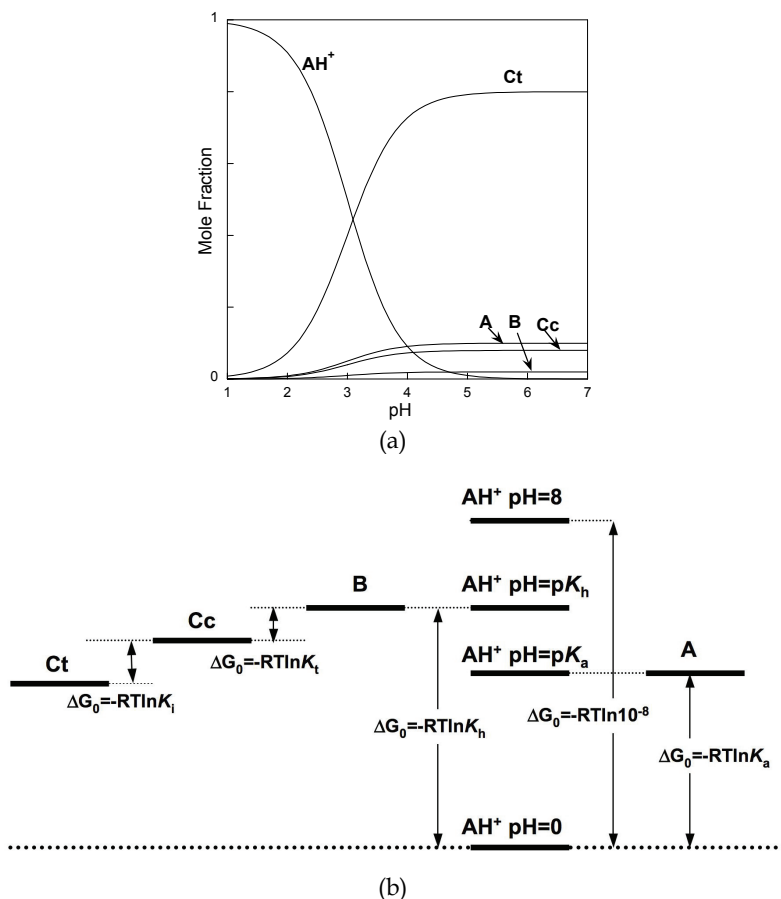 1
AH⁺
Ct
Mole Fraction
A B Cc
0
1 2 3 4 5 6 7
pH
(a)
AH⁺ pH=8
B
AH⁺ pH=pKₕ
Cc
ΔG₀=-RTlnKₜ
AH⁺ pH=pKₐ
A
Ct
ΔG₀=-RTlnKᵢ
ΔG₀=-RTlnKₕ
ΔG₀=-RTln10⁻⁸
ΔG₀=-RTlnKₐ
AH⁺ pH=0
(b)